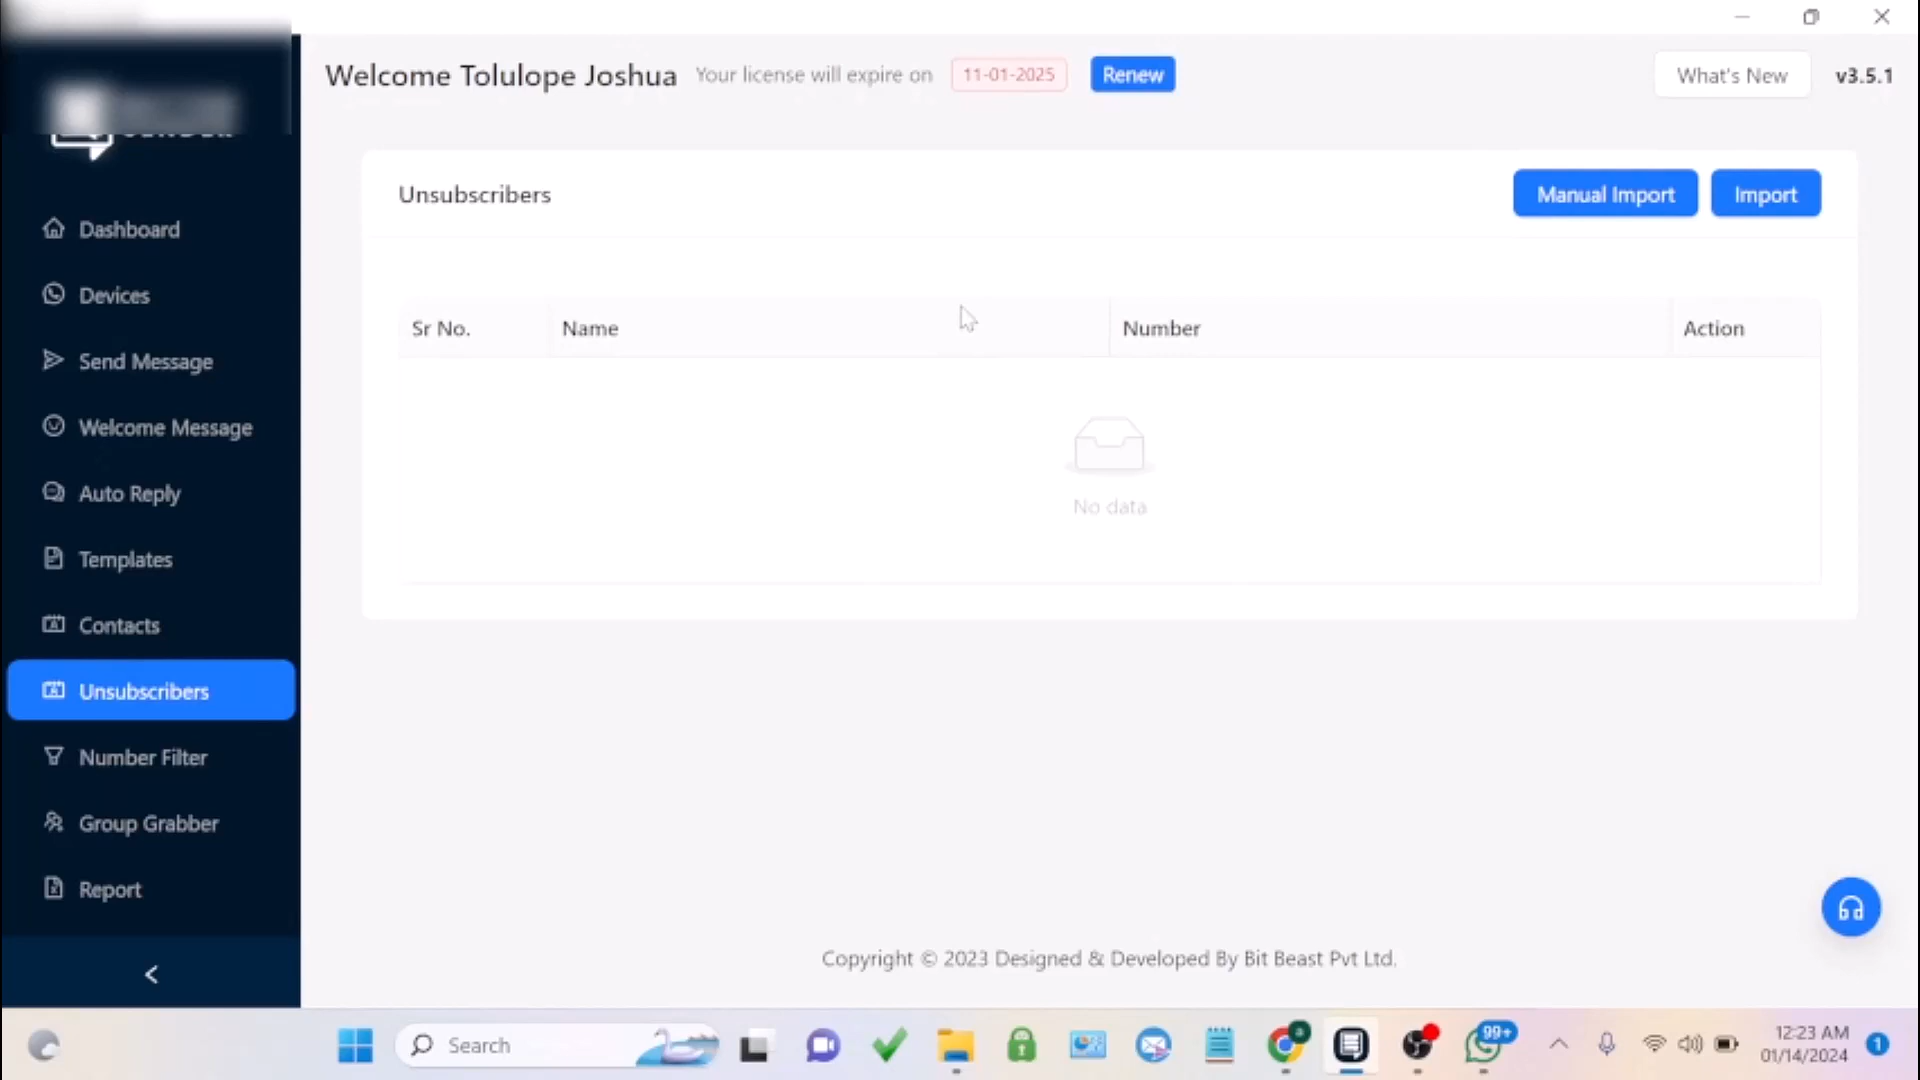 Welcome Tolulope Joshua Your license will expire on 11-01-2025 Renew What's New v3.5.1
Unsubscribers Manual Import Import
Sr No. Name Number Action
No data
Dashboard
Devices
Send Message
Welcome Message
Auto Reply
Templates
Contacts
Unsubscribers
Number Filter
Group Grabber
Report
Copyright © 2023 Designed & Developed By Bit Beast Pvt Ltd.
Search
99+
12:23 AM
01/14/2024
1